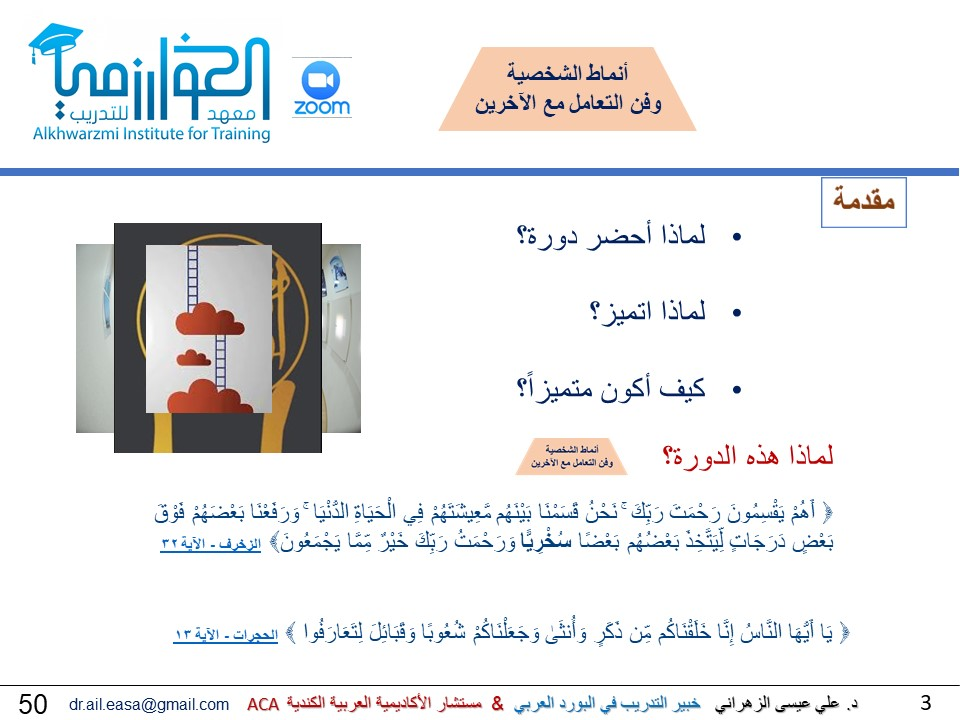 الخوارزمي
معهد للتدريب
Alkhwarzmi Institute for Training
zoom
أنماط الشخصية
وفن التعامل مع الآخرين
مقدمة
• لماذا أحضر دورة؟
• لماذا اتميز؟
• كيف أكون متميزاً؟
لماذا هذه الدورة؟
أنماط الشخصية
وفن التعامل مع الآخرين
﴿ أَهُمْ يَقْسِمُونَ رَحْمَتَ رَبِّكَ ۚ نَحْنُ قَسَمْنَا بَيْنَهُم مَّعِيشَتَهُمْ فِي الْحَيَاةِ الدُّنْيَا ۚ وَرَفَعْنَا بَعْضَهُمْ فَوْقَ
بَعْضٍ دَرَجَاتٍ لِّيَتَّخِذَ بَعْضُهُم بَعْضًا سُخْرِيًّا وَرَحْمَتُ رَبِّكَ خَيْرٌ مِّمَّا يَجْمَعُونَ﴾ الزخرف - الآية ٣٢
﴿ يَا أَيُّهَا النَّاسُ إِنَّا خَلَقْنَاكُم مِّن ذَكَرٍ وَأُنثَىٰ وَجَعَلْنَاكُمْ شُعُوبًا وَقَبَائِلَ لِتَعَارَفُوا ﴾ الحجرات - الآية ١٣
3 د. علي عيسى الزهراني خبير التدريب في البورد العربي & مستشار الأكاديمية العربية الكندية ACA dr.ail.easa@gmail.com 50